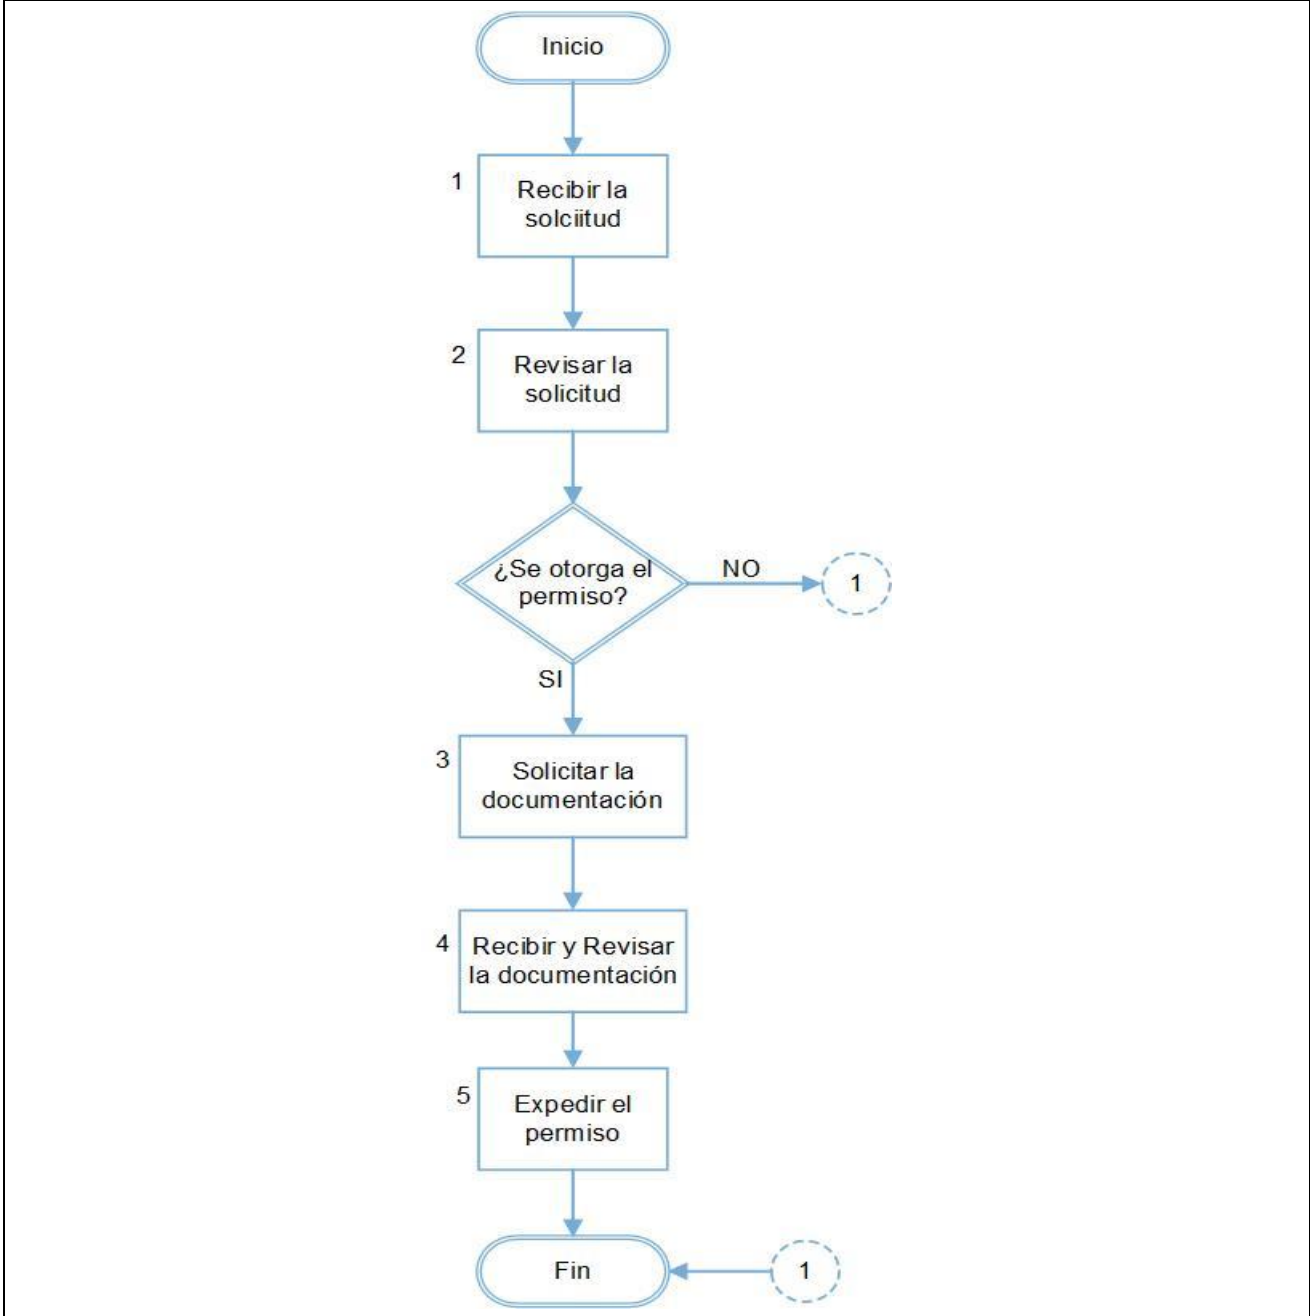 Inicio
1
Recibir la
solciitud
2
Revisar la
solicitud
¿Se otorga el
permiso?
NO
1
SI
3
Solicitar la
documentación
4
Recibir y Revisar
la documentación
5
Expedir el
permiso
Fin
1